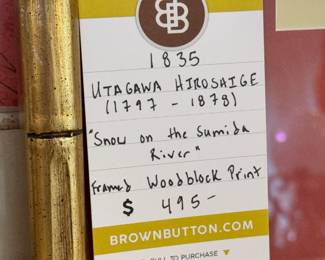 BB
1835
UTAGAWA HIROSHIGE
(1797 - 1878)
"Snow on the Sumida
River"
Framed Woodblock Print
$ 495-
BROWNBUTTON.COM
PULL TO PURCHASE